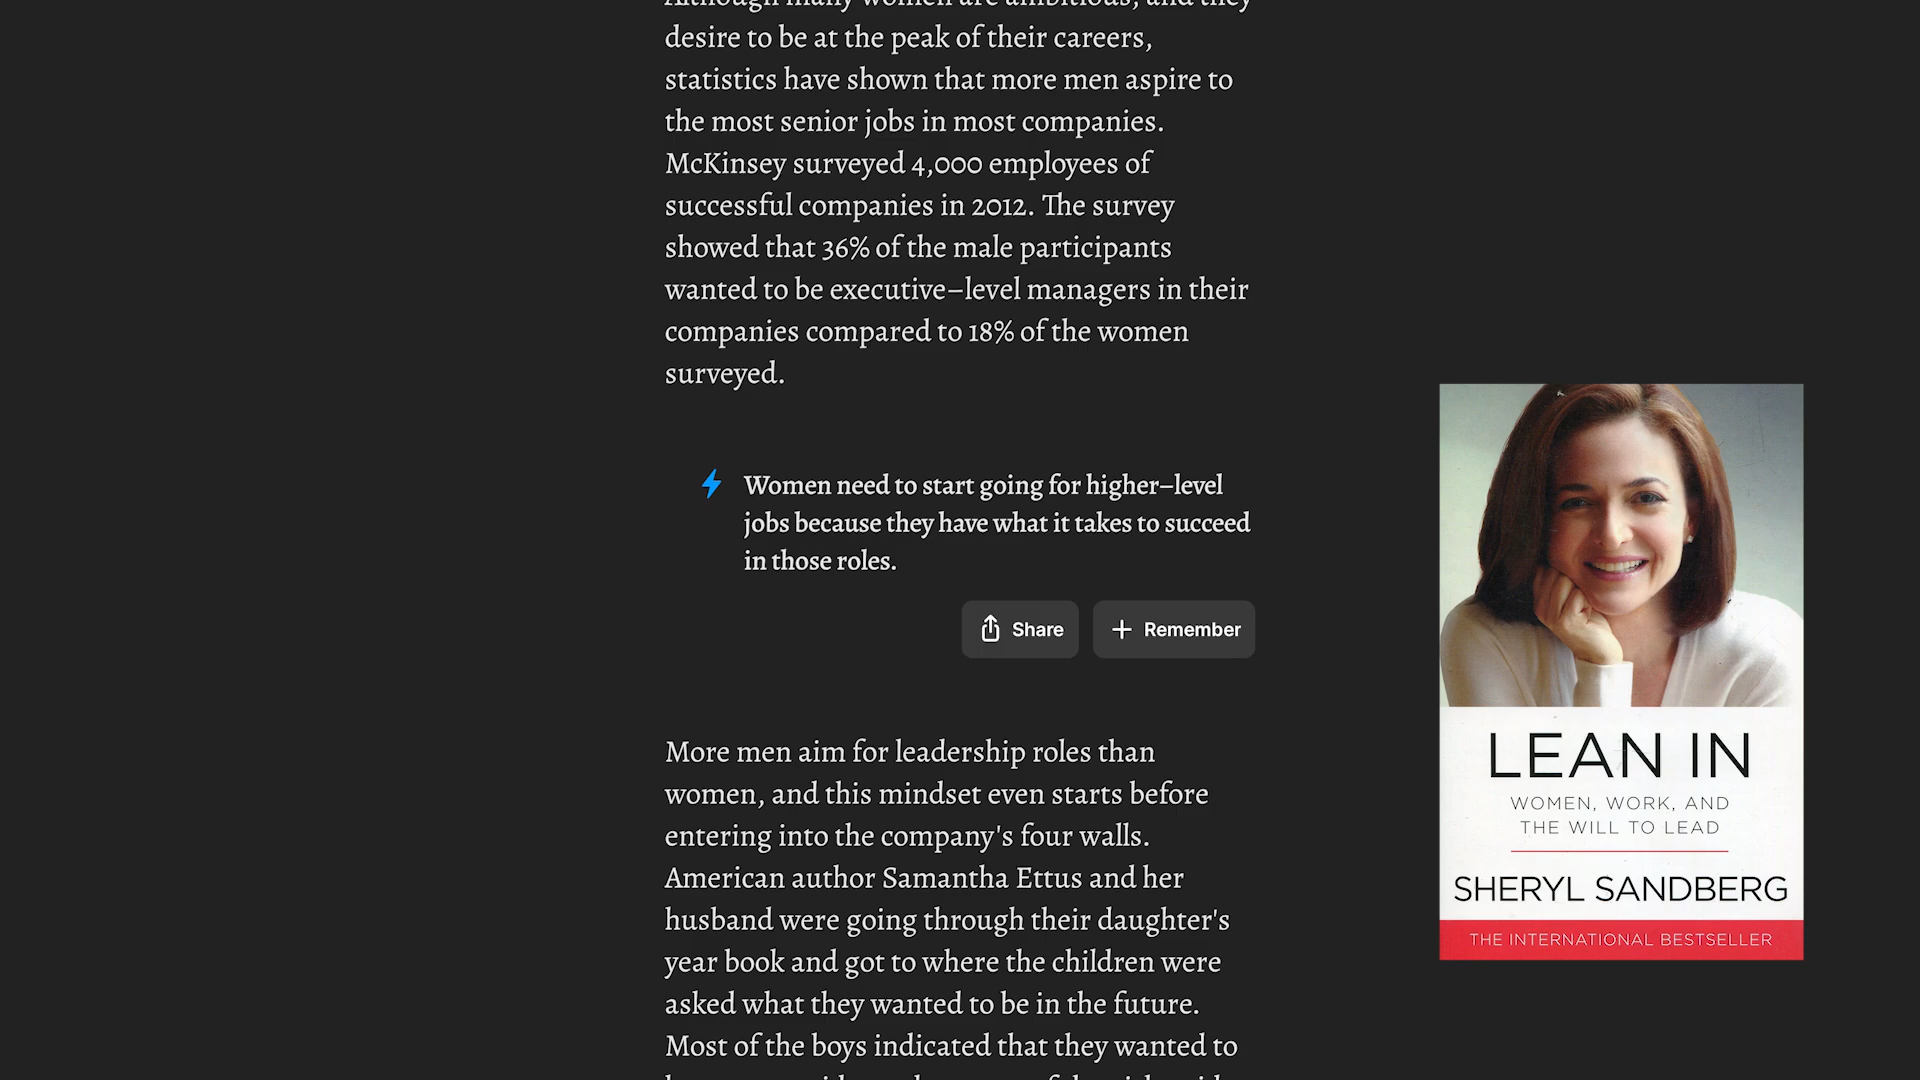 Although many women are ambitious, and they
desire to be at the peak of their careers,
statistics have shown that more men aspire to
the most senior jobs in most companies.
McKinsey surveyed 4,000 employees of
successful companies in 2012. The survey
showed that 36% of the male participants
wanted to be executive–level managers in their
companies compared to 18% of the women
surveyed.
Women need to start going for higher–level
jobs because they have what it takes to succeed
in those roles.
Share
Remember
More men aim for leadership roles than
women, and this mindset even starts before
entering into the company's four walls.
American author Samantha Ettus and her
husband were going through their daughter's
year book and got to where the children were
asked what they wanted to be in the future.
Most of the boys indicated that they wanted to
LEAN IN
WOMEN, WORK, AND
THE WILL TO LEAD
SHERYL SANDBERG
THE INTERNATIONAL BESTSELLER